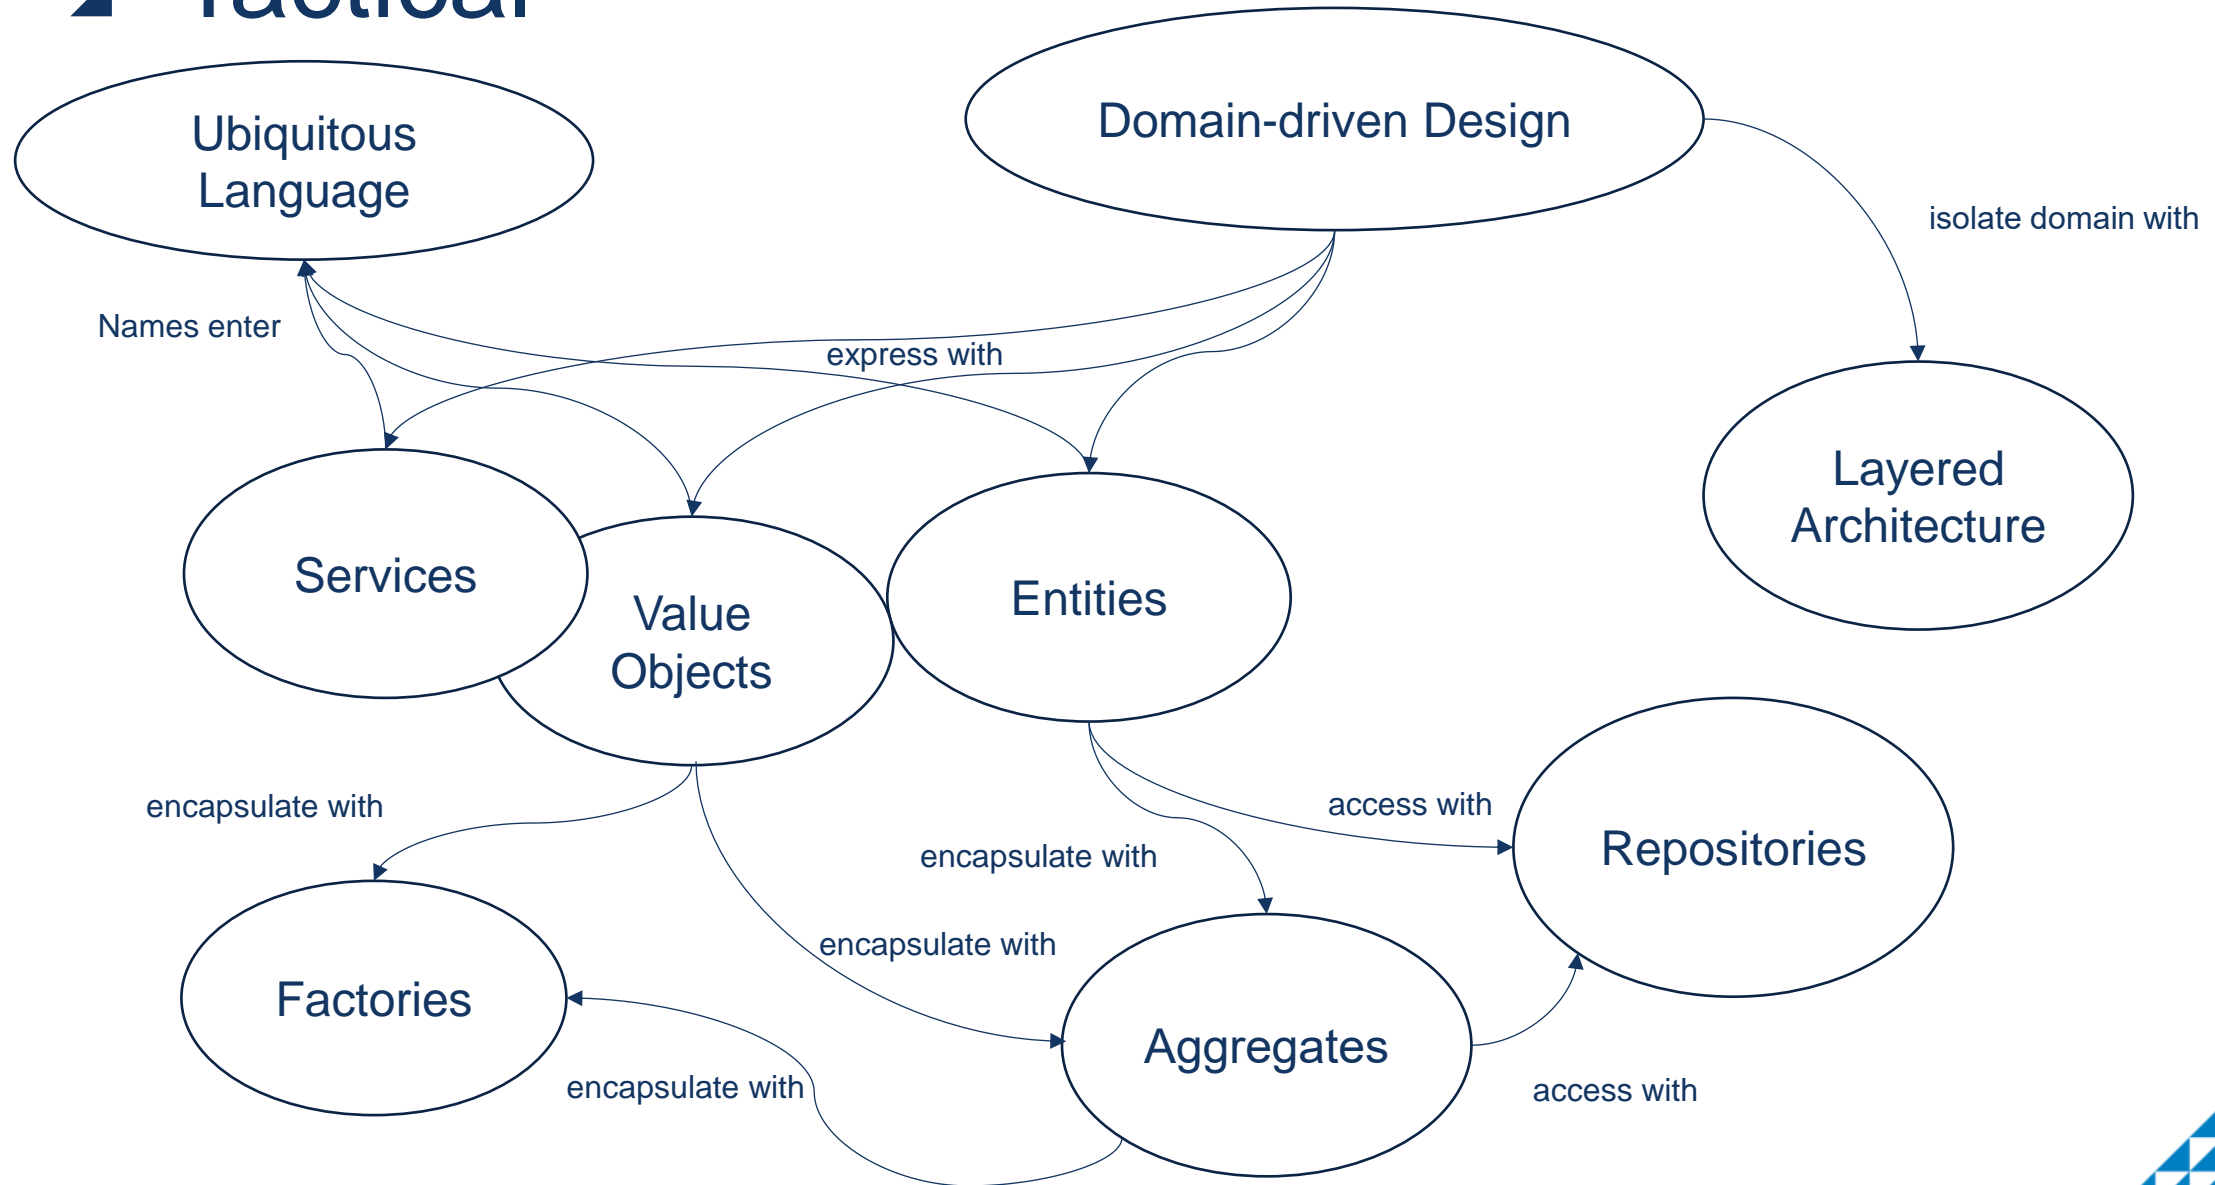 Tactical
Ubiquitous
Language
Domain-driven Design
isolate domain with
Names enter
express with
Layered
Architecture
Services
Value
Objects
Entities
encapsulate with
access with
encapsulate with
Repositories
encapsulate with
Factories
Aggregates
encapsulate with
access with